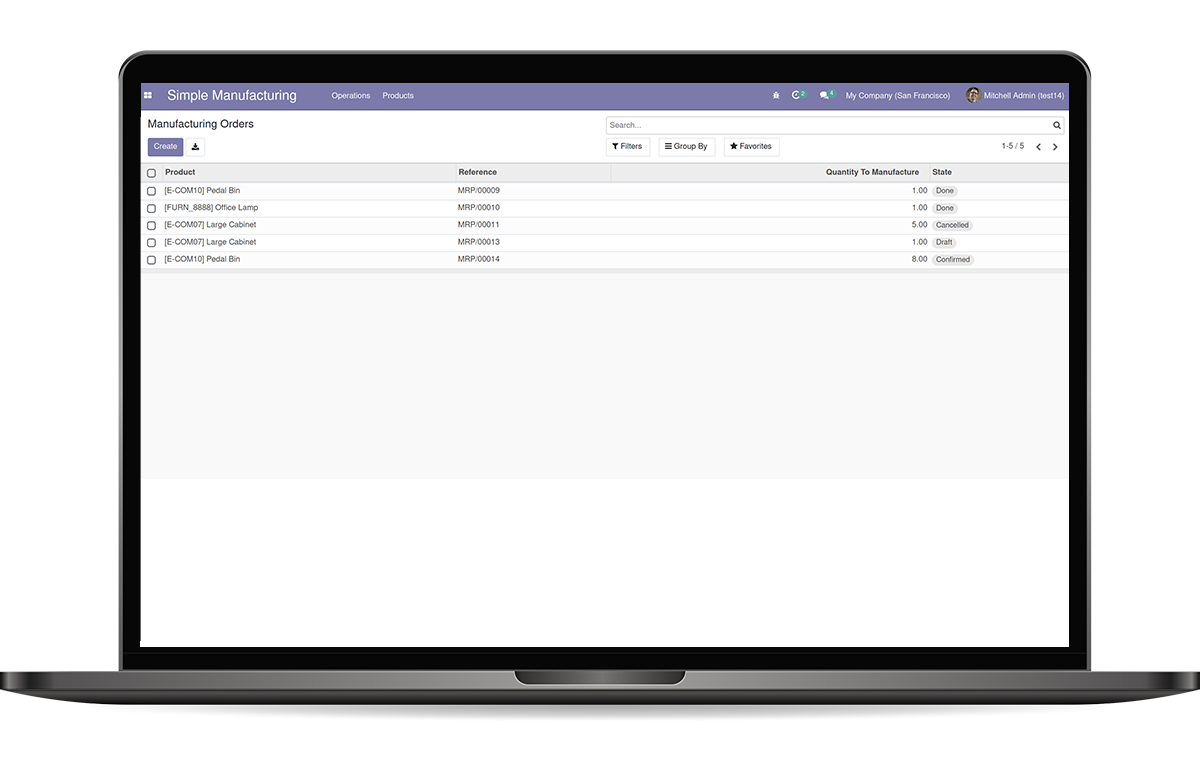 Simple Manufacturing Operations Products 2 4 My Company (San Francisco) Mitchell Admin (test14)
Manufacturing Orders Search...
Create Filters Group By Favorites 1-5 / 5
Product Reference Quantity To Manufacture State
[E-COM10] Pedal Bin MRP/00009 1.00 Done
[FURN_8888] Office Lamp MRP/00010 1.00 Done
[E-COM07] Large Cabinet MRP/00011 5.00 Cancelled
[E-COM07] Large Cabinet MRP/00013 1.00 Draft
[E-COM10] Pedal Bin MRP/00014 8.00 Confirmed